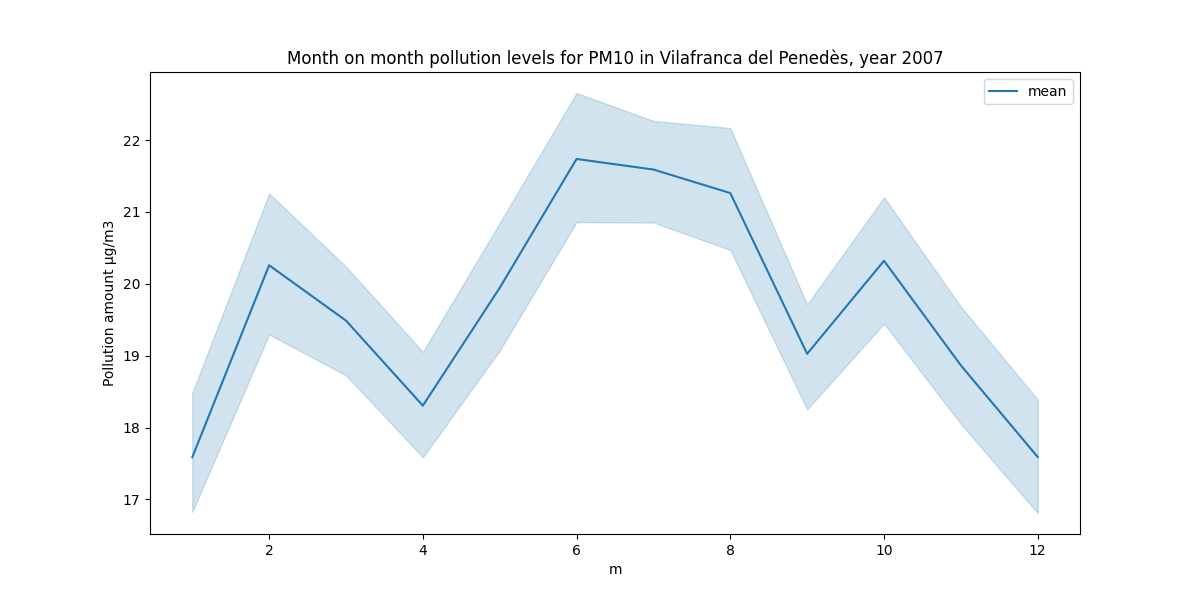 Month on month pollution levels for PM10 in Vilafranca del Penedès, year 2007
mean
Pollution amount µg/m3
22
21
20
19
18
17
2 4 6 8 10 12
m